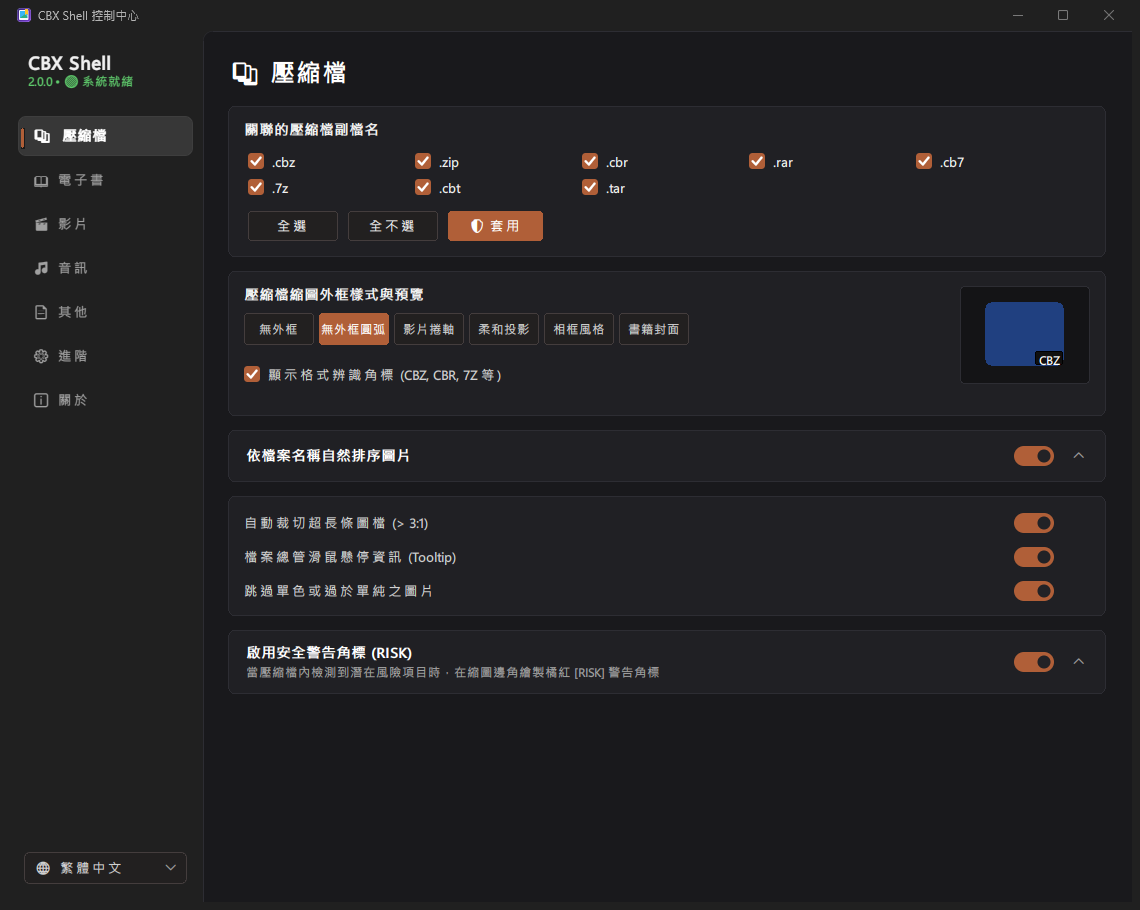 CBX Shell 控制中心
CBX Shell
2.0.0 • 系統就緒
壓縮檔
電子書
影片
音訊
其他
進階
關於
繁體中文
壓縮檔
關聯的壓縮檔副檔名
.cbz .zip .cbr .rar .cb7
.7z .cbt .tar
全選 全不選 套用
壓縮檔縮圖外框樣式與預覽
無外框 無外框圓弧 影片捲軸 柔和投影 相框風格 書籍封面
顯示格式辨識角標 (CBZ, CBR, 7Z 等)
CBZ
依檔案名稱自然排序圖片
自動裁切超長條圖檔 (> 3:1)
檔案總管滑鼠懸停資訊 (Tooltip)
跳過單色或過於單純之圖片
啟用安全警告角標 (RISK)
當壓縮檔內檢測到潛在風險項目時，在縮圖邊角繪製橘紅 [RISK] 警告角標